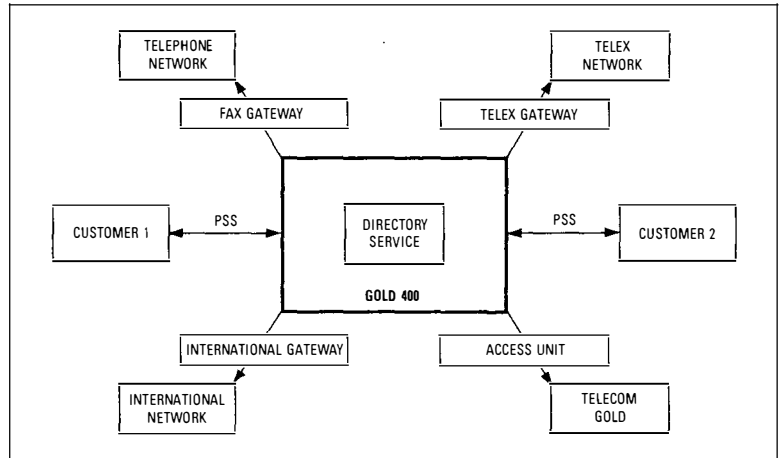 TELEPHONE
NETWORK
TELEX
NETWORK
FAX GATEWAY
TELEX GATEWAY
CUSTOMER 1
PSS
DIRECTORY
SERVICE
PSS
CUSTOMER 2
GOLD 400
INTERNATIONAL GATEWAY
ACCESS UNIT
INTERNATIONAL
NETWORK
TELECOM
GOLD